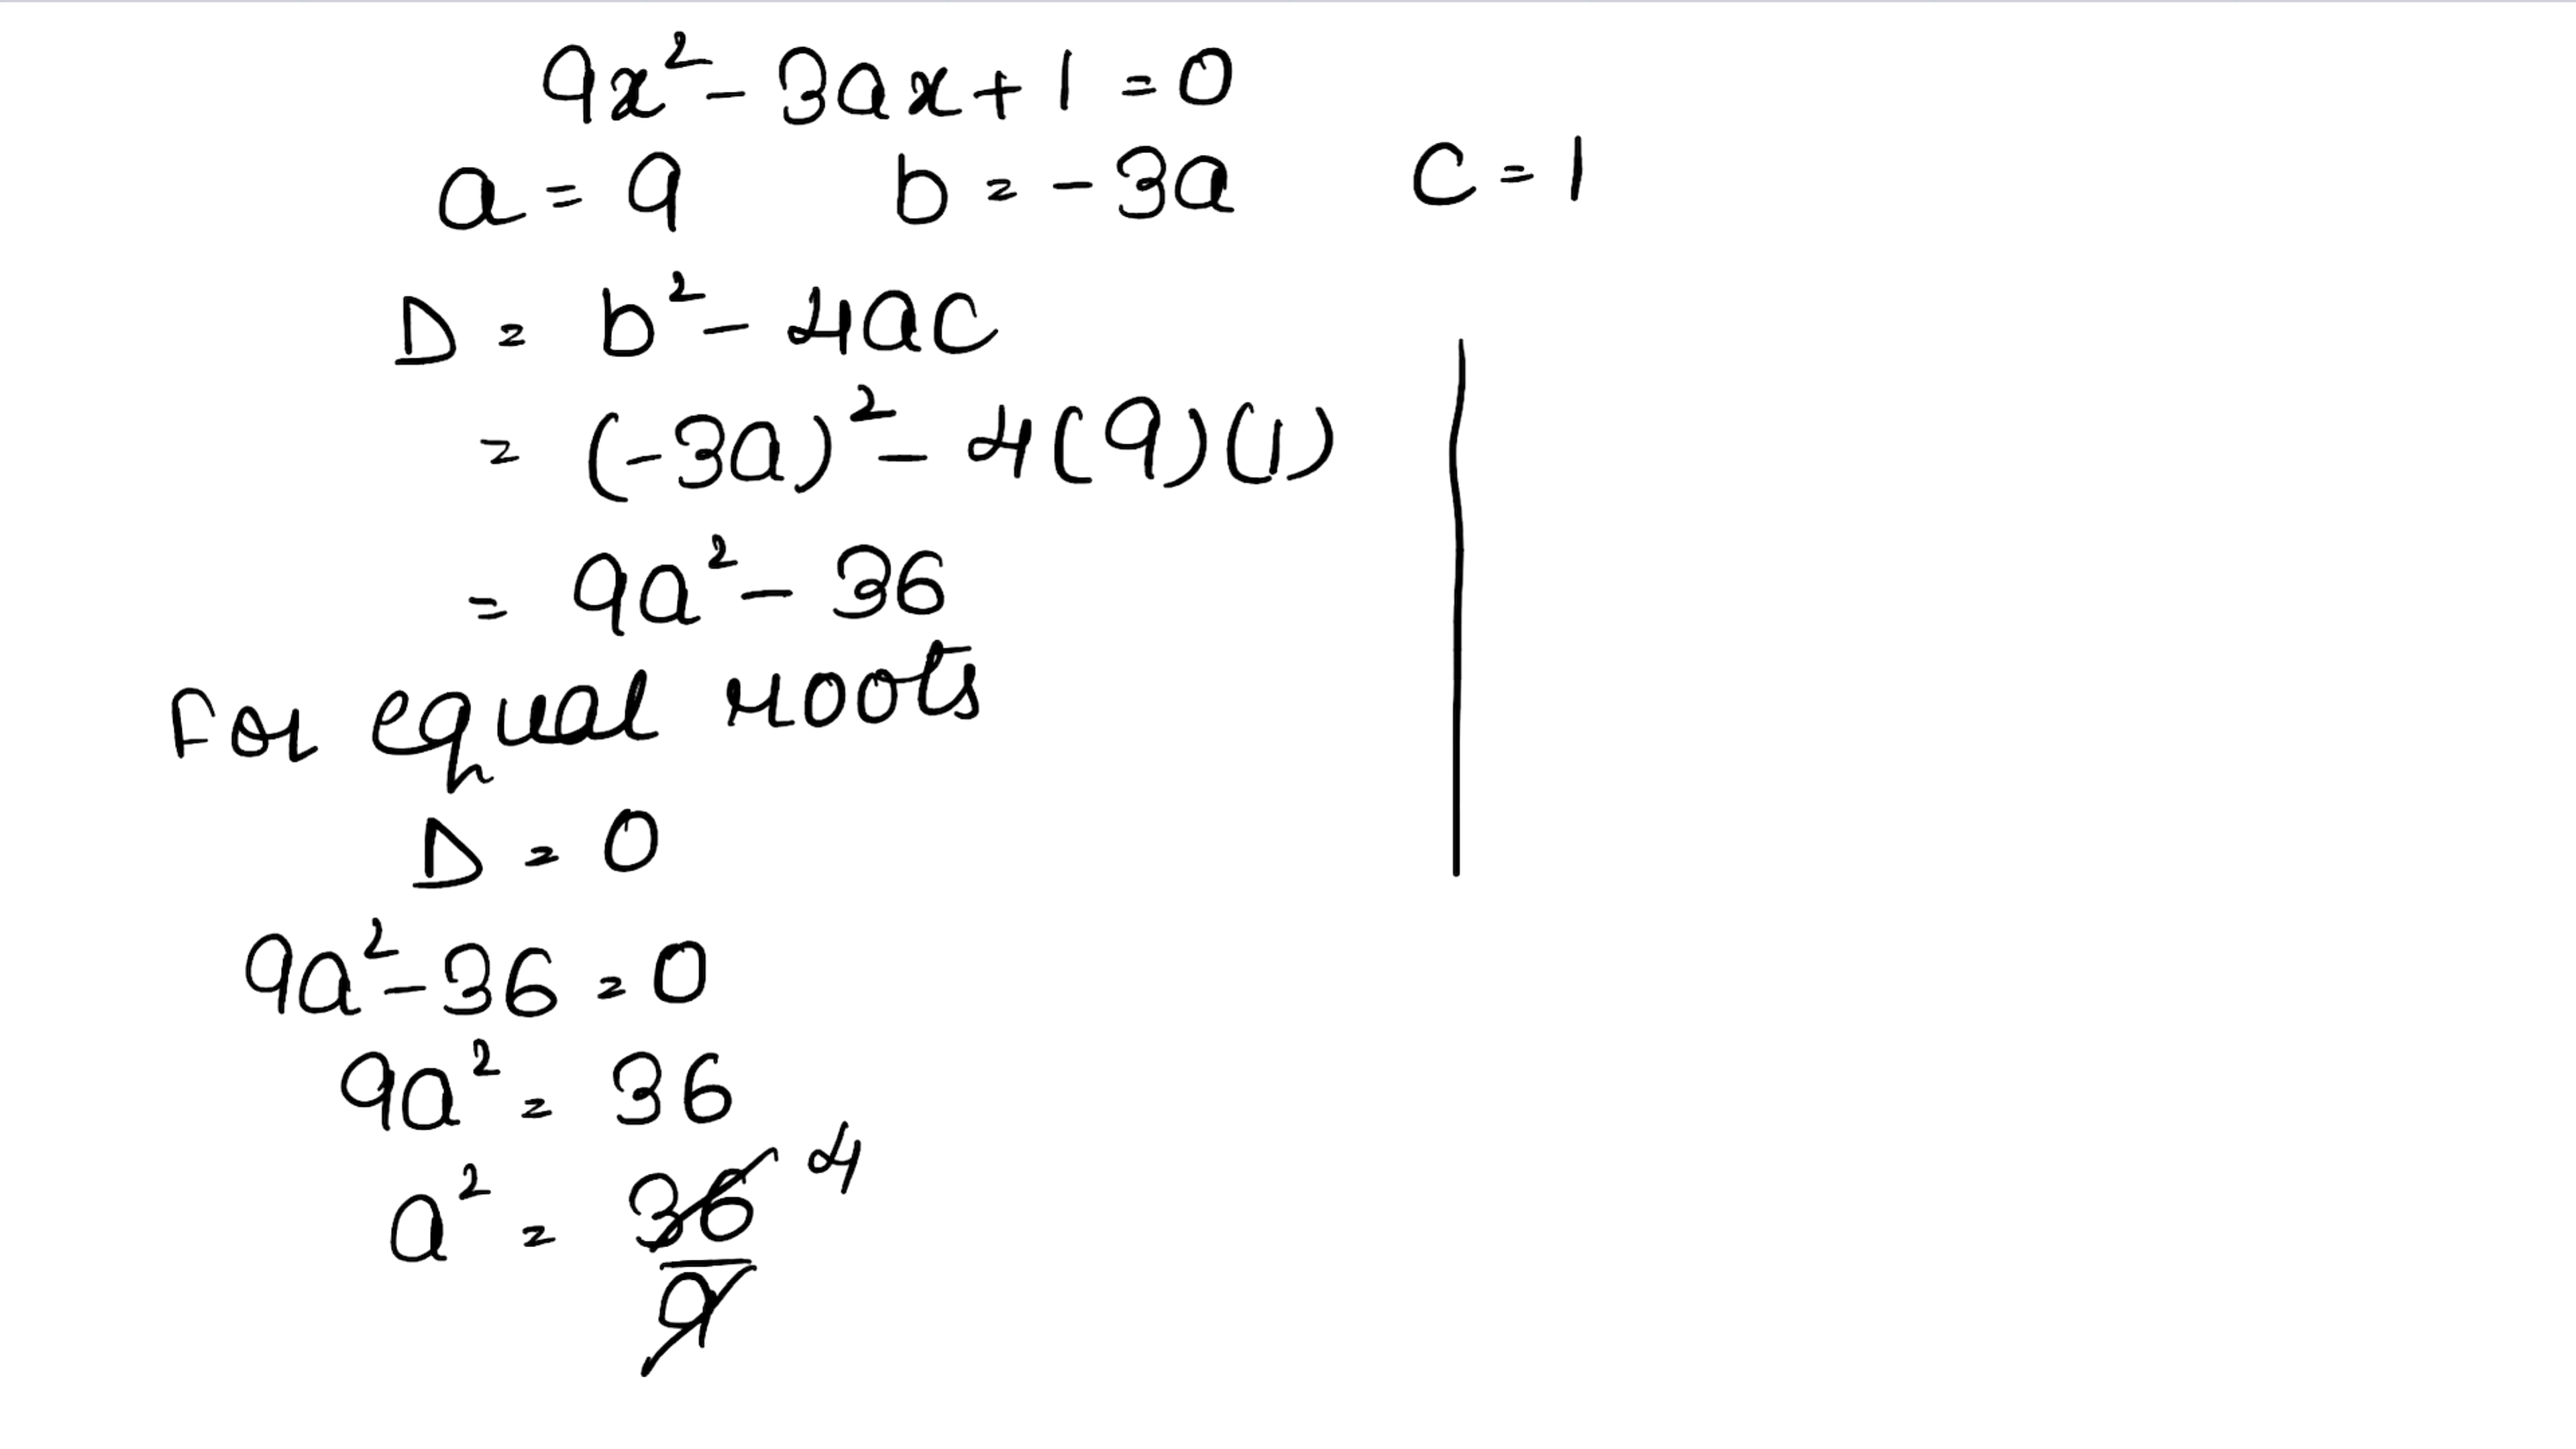 9x² - 3ax + 1 = 0
a = 9 b = - 3a c = 1
D = b² - 4ac
= (-3a)² - 4(9)(1)
= 9a² - 36
For equal roots
D = 0
9a² - 36 = 0
9a² = 36
a² = 36/9 4